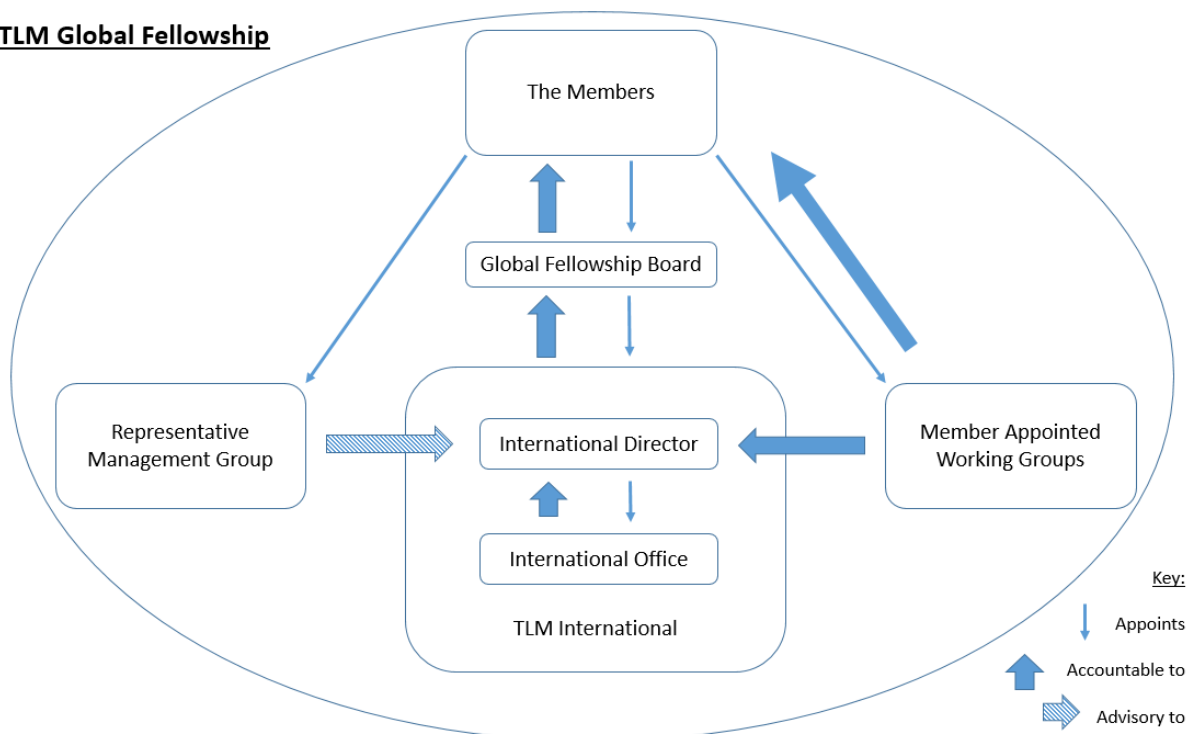 TLM Global Fellowship
The Members
Global Fellowship Board
Representative
Management Group
International Director
Member Appointed
Working Groups
International Office
TLM International
Key:
Appoints
Accountable to
Advisory to